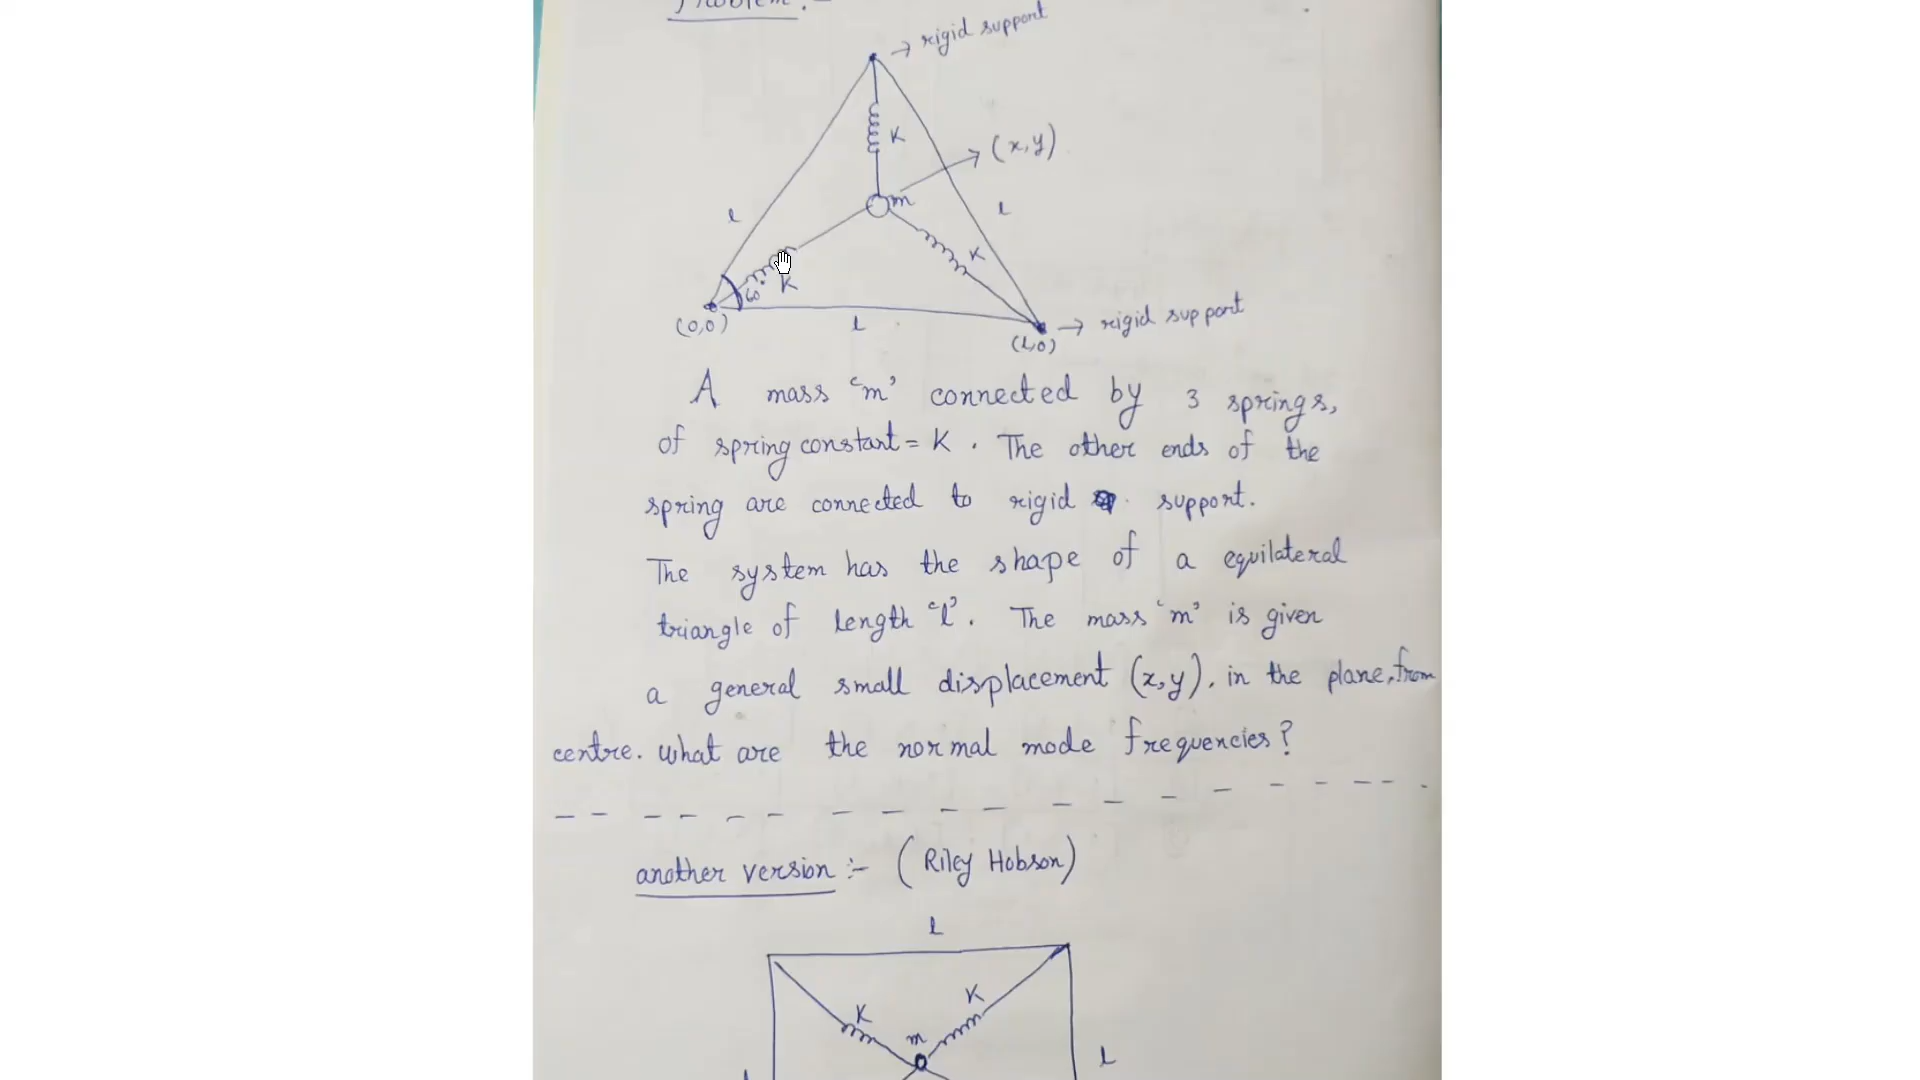 Problem :-
→ rigid support
K
(x,y)
m
l
l
K
60°
K
(0,0)
l
→ rigid support
(l,0)
A mass ‘m’ connected by 3 springs,
of spring constant = K . The other ends of the
spring are connected to rigid support.
The system has the shape of a equilateral
triangle of length ‘l’. The mass ‘m’ is given
a general small displacement (x,y), in the plane, from
centre. what are the normal mode frequencies?
another version :- (Riley Hobson)
l
K
K
m
l